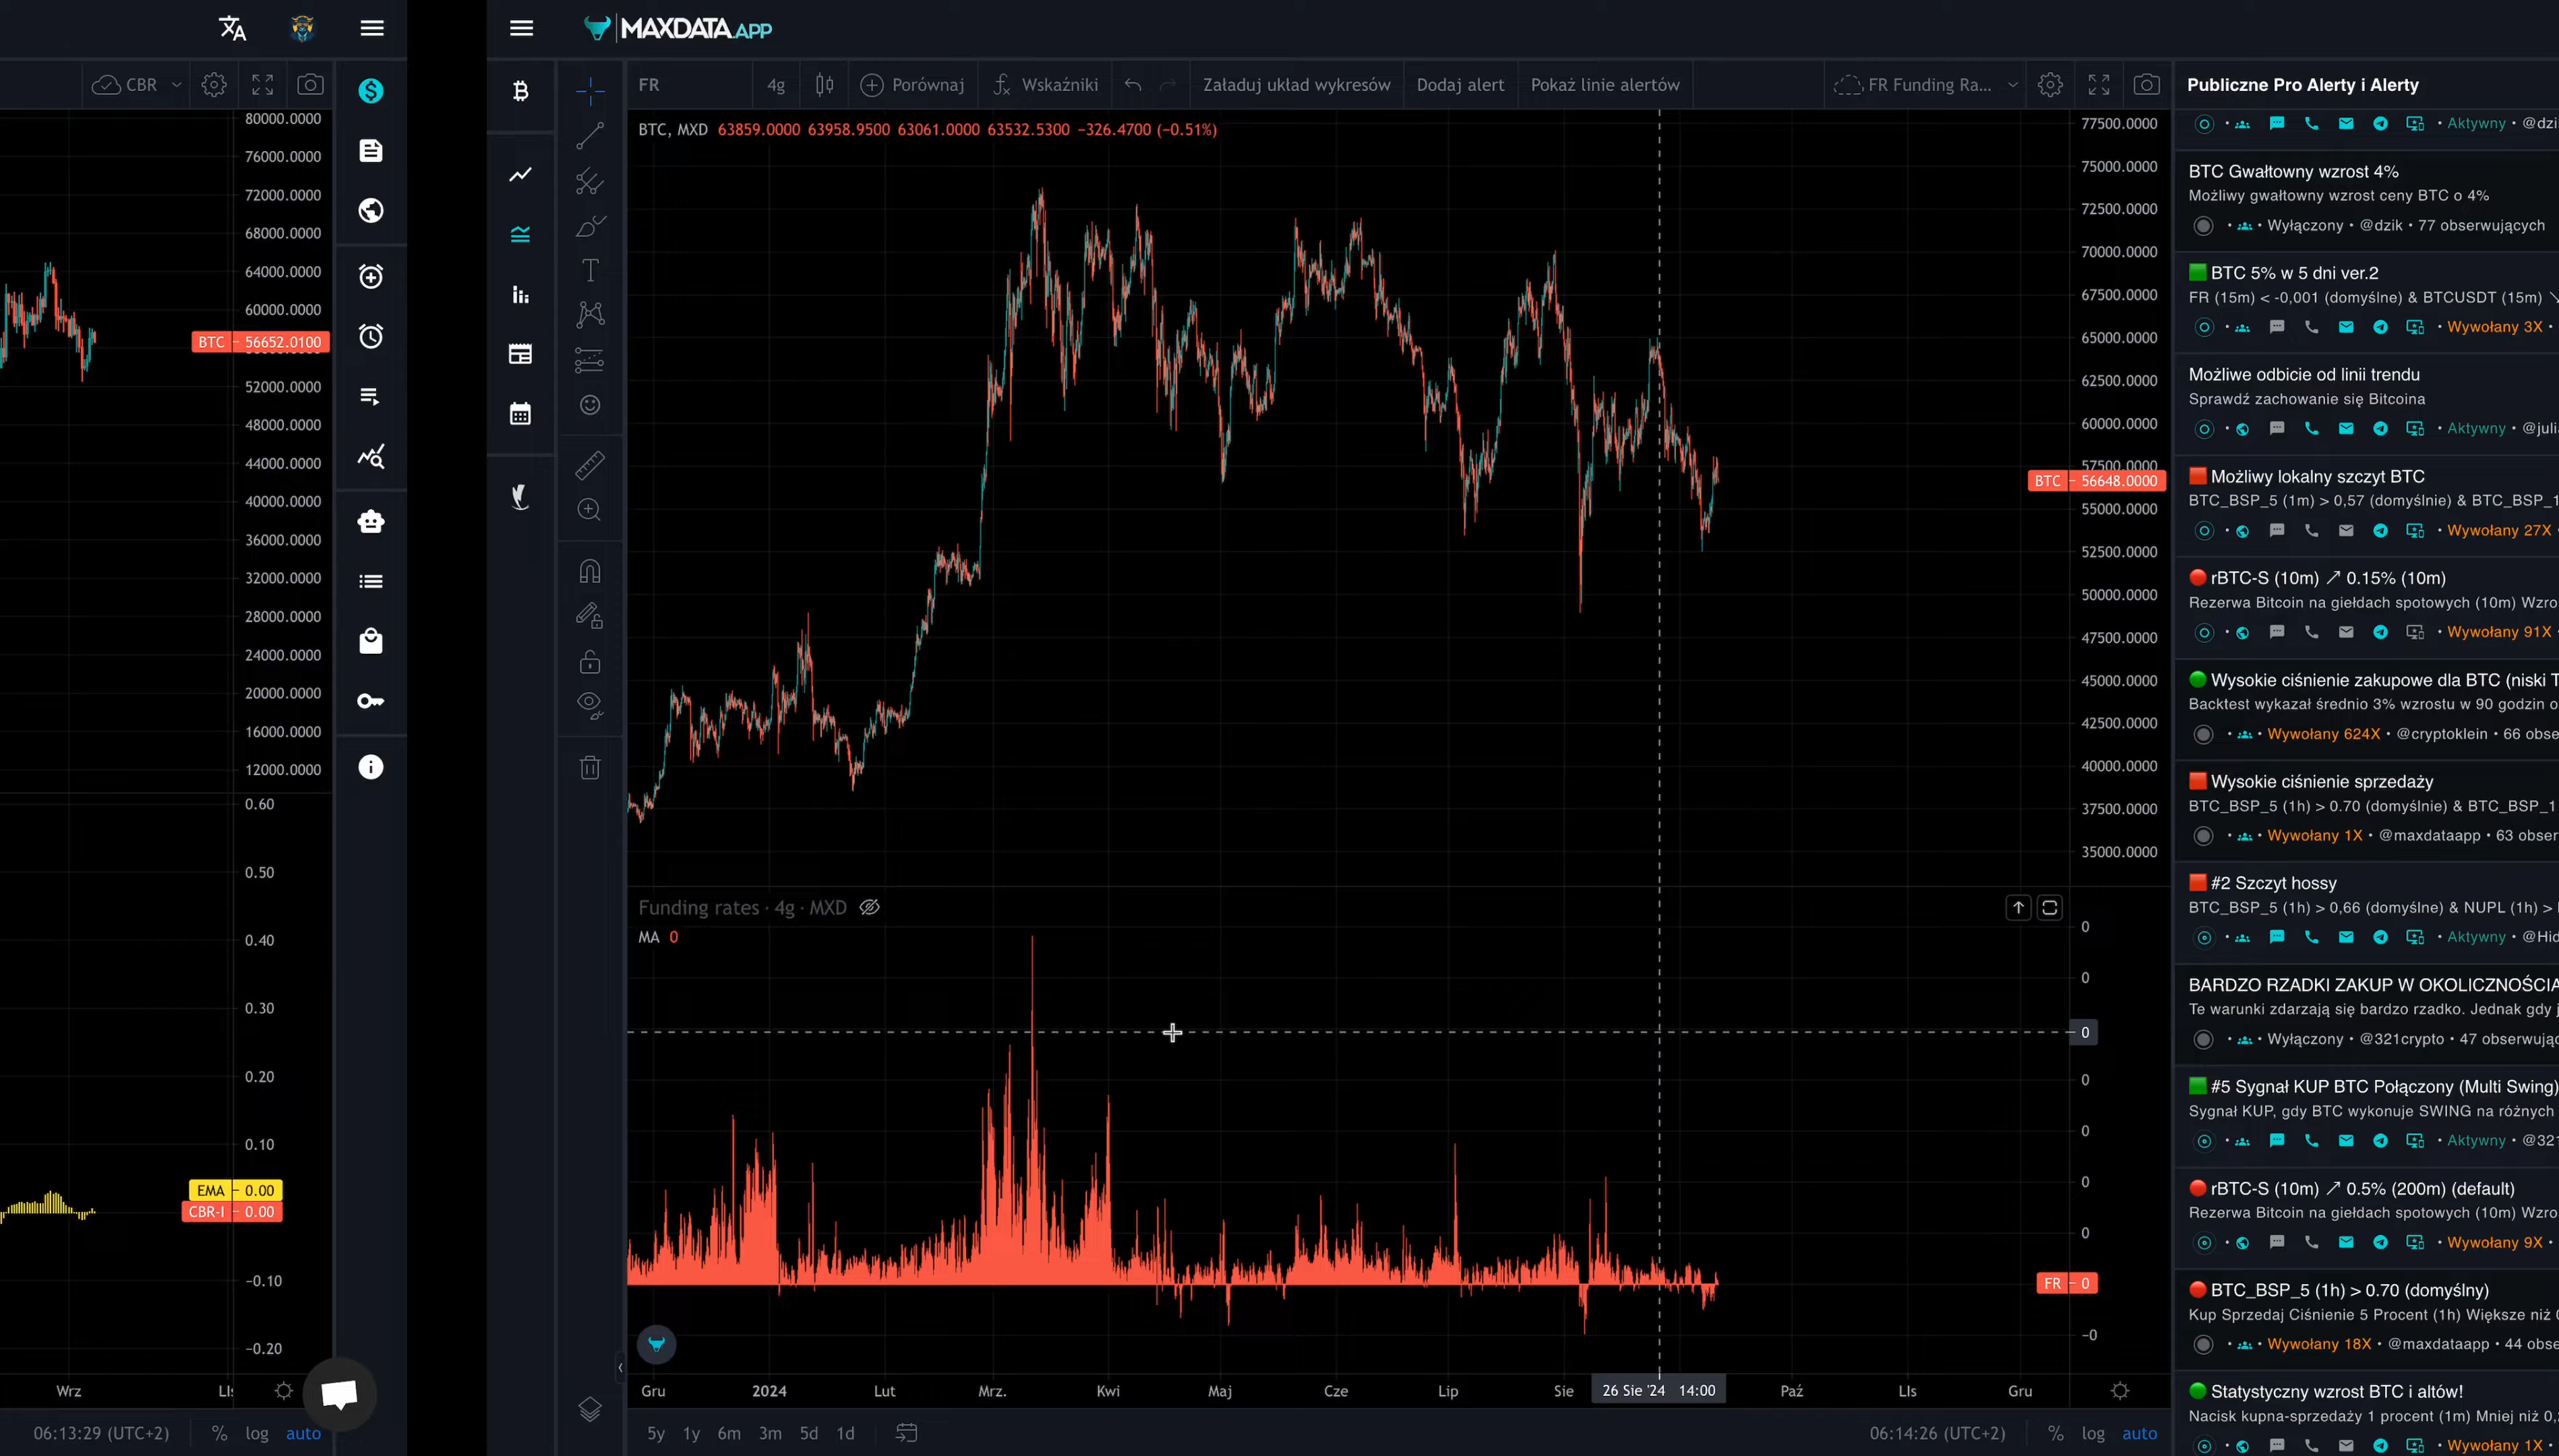 CBR
80000.0000
76000.0000
72000.0000
68000.0000
64000.0000
60000.0000
BTC 56652.0100
52000.0000
48000.0000
44000.0000
40000.0000
36000.0000
32000.0000
28000.0000
24000.0000
20000.0000
16000.0000
12000.0000
0.60
0.50
0.40
0.30
0.20
0.10
EMA 0.00
CBR-I 0.00
-0.10
-0.20
Wrz
06:13:29 (UTC+2) % log auto
MAXDATA.APP
FR 4g Porównaj Wskaźniki Załaduj układ wykresów Dodaj alert Pokaż linie alertów FR Funding Ra...
BTC, MXD 63859.0000 63958.9500 63061.0000 63532.5300 −326.4700 (−0.51%)
77500.0000
75000.0000
72500.0000
70000.0000
67500.0000
65000.0000
62500.0000
60000.0000
57500.0000
BTC 56648.0000
55000.0000
52500.0000
50000.0000
47500.0000
45000.0000
42500.0000
40000.0000
37500.0000
35000.0000
Funding rates · 4g · MXD
MA 0
0
0
0
0
0
0
0
FR 0
−0
Gru 2024 Lut Mrz. Kwi Maj Cze Lip Sie 26 Sie '24 14:00 Paź LIs Gru
5y 1y 6m 3m 5d 1d 06:14:26 (UTC+2) % log auto
Publiczne Pro Alerty i Alerty
• Aktywny •
BTC Gwałtowny wzrost 4%
Możliwy gwałtowny wzrost ceny BTC o 4%
• Wyłączony • @dzik • 77 obserwujących
BTC 5% w 5 dni ver.2
FR (15m) < -0,001 (domyślne) & BTCUSDT (15m)
• Wywołany 3X •
Możliwe odbicie od linii trendu
Sprawdź zachowanie się Bitcoina
• Aktywny •
Możliwy lokalny szczyt BTC
BTC_BSP_5 (1m) > 0,57 (domyślnie) & BTC_BSP_1
• Wywołany 27X •
rBTC-S (10m) ↗ 0.15% (10m)
Rezerwa Bitcoin na giełdach spotowych (10m)
• Wywołany 91X •
Wysokie ciśnienie zakupowe dla BTC (niski
Backtest wykazał średnio 3% wzrostu w 90 godzin
• Wywołany 624X • @cryptoklein • 66
Wysokie ciśnienie sprzedaży
BTC_BSP_5 (1h) > 0.70 (domyślnie) & BTC_BSP_1
• Wywołany 1X • @maxdataapp • 63
#2 Szczyt hossy
BTC_BSP_5 (1h) > 0,66 (domyślne) & NUPL (1h) >
• Aktywny •
BARDZO RZADKI ZAKUP W
Te warunki zdarzają się bardzo rzadko. Jednak gdy
• Wyłączony • @321crypto • 47
#5 Sygnał KUP BTC Połączony (Multi Swing)
Sygnał KUP, gdy BTC wykonuje SWING na różnych
• Aktywny •
rBTC-S (10m) ↗ 0.5% (200m) (default)
Rezerwa Bitcoin na giełdach spotowych (10m)
• Wywołany 9X •
BTC_BSP_5 (1h) > 0.70 (domyślny)
Kup Sprzedaj Ciśnienie 5 Procent (1h) Większe niż
• Wywołany 18X • @maxdataapp • 44
Statystyczny wzrost BTC i altów!
Nacisk kupna-sprzedaży 1 procent (1m) Mniej niż
• Wywołany 1X •